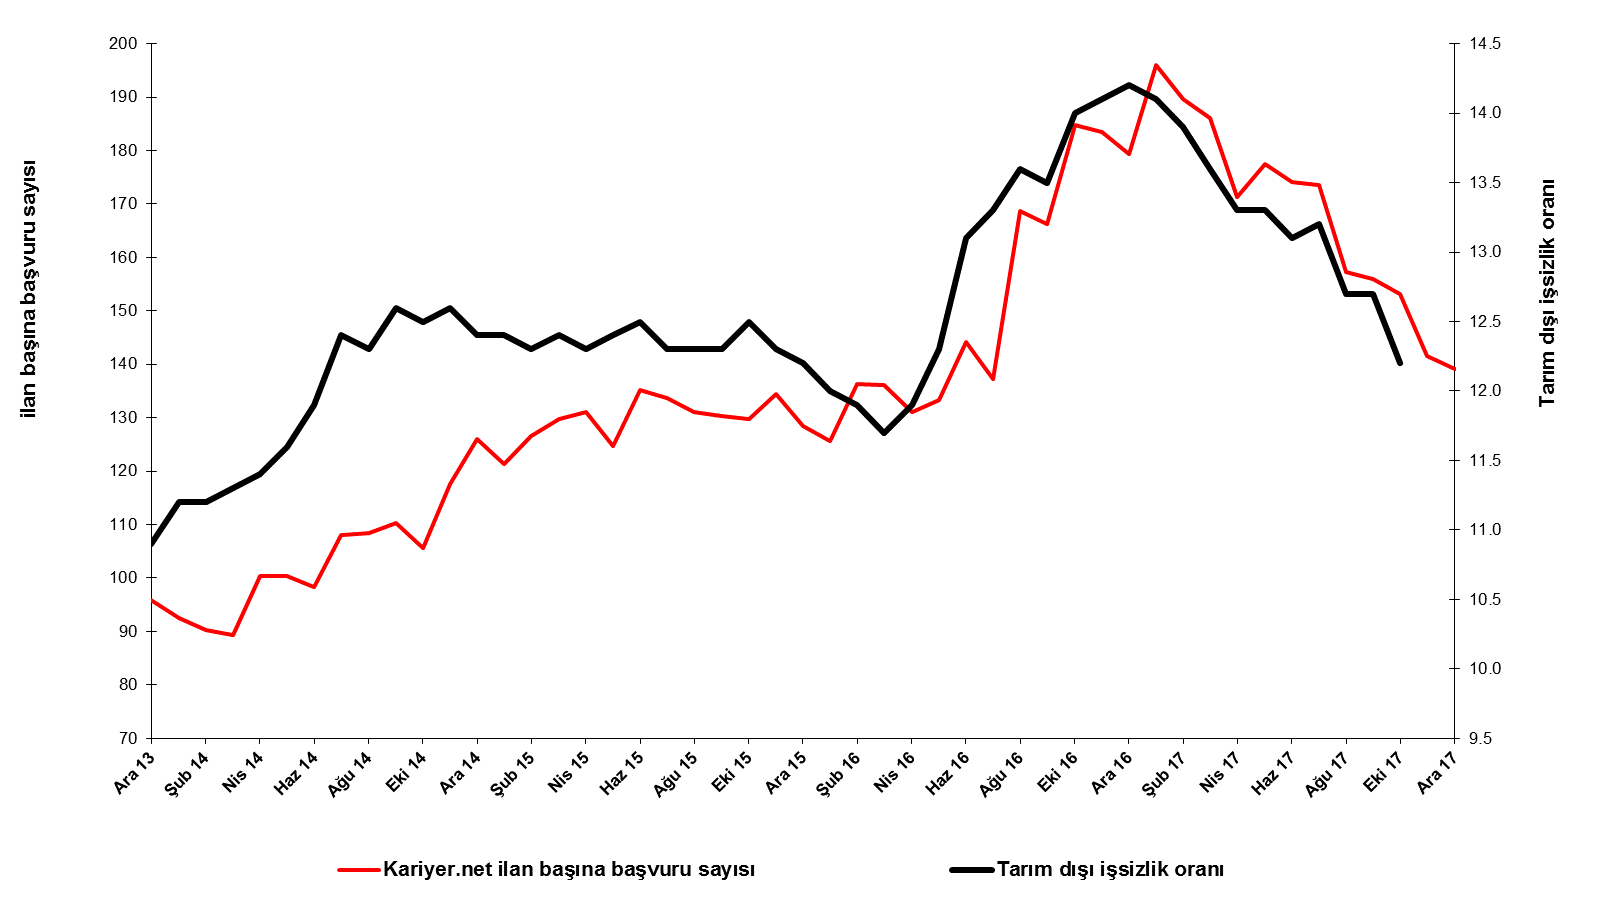 ilan başına başvuru sayısı
200
190
180
170
160
150
140
130
120
110
100
90
80
70
14.5
14.0
13.5
13.0
12.5
12.0
11.5
11.0
10.5
10.0
9.5
Tarım dışı işsizlik oranı
Ara 13
Şub 14
Nis 14
Haz 14
Ağu 14
Eki 14
Ara 14
Şub 15
Nis 15
Haz 15
Ağu 15
Eki 15
Ara 15
Şub 16
Nis 16
Haz 16
Ağu 16
Eki 16
Ara 16
Şub 17
Nis 17
Haz 17
Ağu 17
Eki 17
Ara 17
Kariyer.net ilan başına başvuru sayısı
Tarım dışı işsizlik oranı